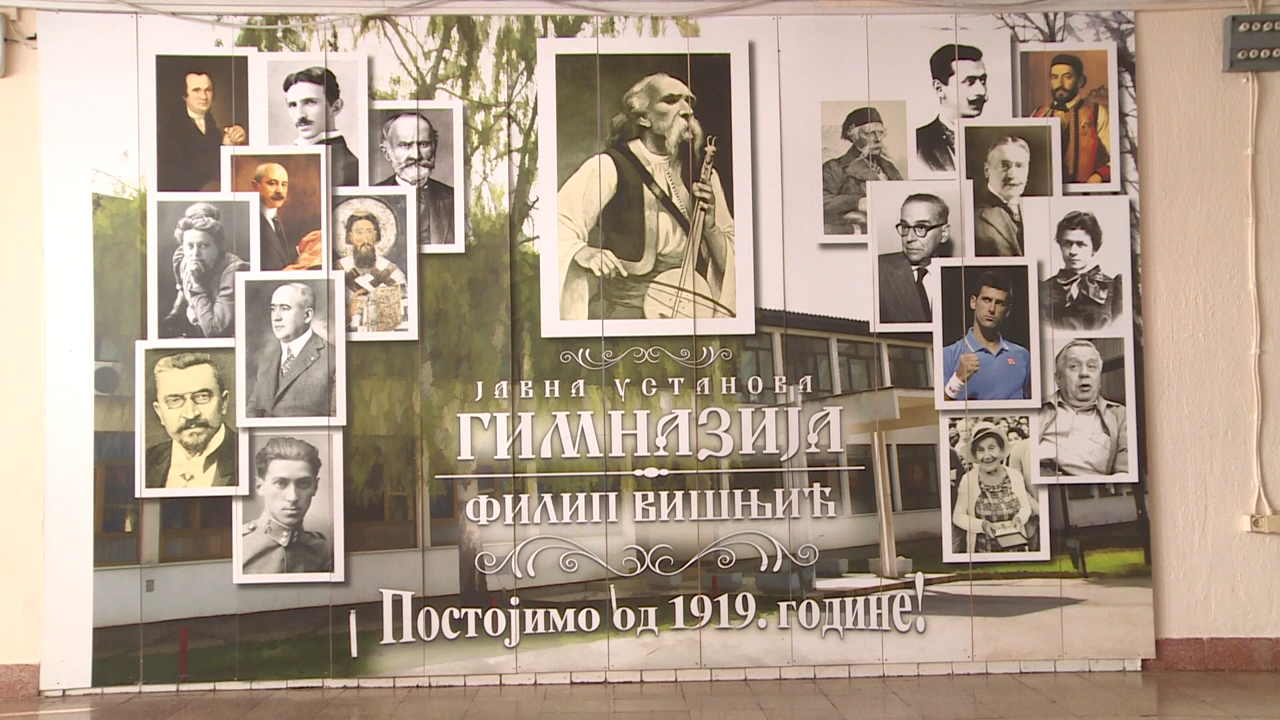 ЈАВНА УСТАНОВА
ГИМНАЗИЈА
ФИЛИП ВИШЊИЋ
Постојимо од 1919. године!